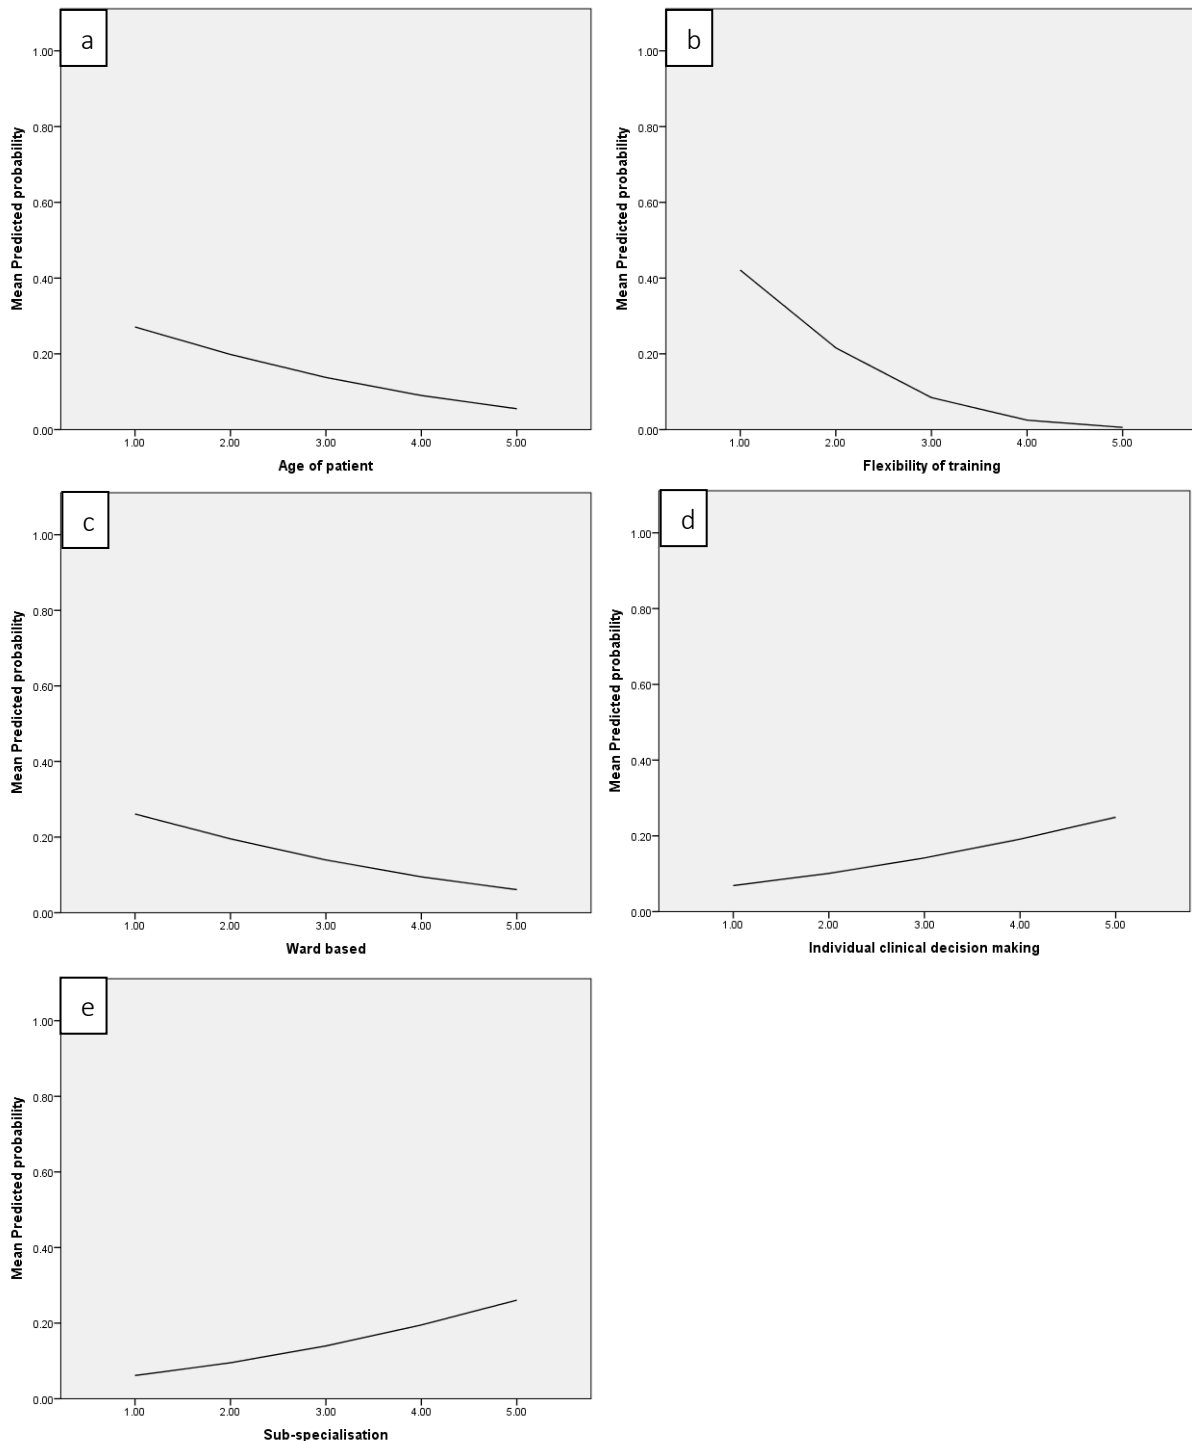 a
Mean Predicted probability
1.00
0.80
0.60
0.40
0.20
0.00
1.00 2.00 3.00 4.00 5.00
Age of patient
b
Mean Predicted probability
1.00
0.80
0.60
0.40
0.20
0.00
1.00 2.00 3.00 4.00 5.00
Flexibility of training
c
Mean Predicted probability
1.00
0.80
0.60
0.40
0.20
0.00
1.00 2.00 3.00 4.00 5.00
Ward based
d
Mean Predicted probability
1.00
0.80
0.60
0.40
0.20
0.00
1.00 2.00 3.00 4.00 5.00
Individual clinical decision making
e
Mean Predicted probability
1.00
0.80
0.60
0.40
0.20
0.00
1.00 2.00 3.00 4.00 5.00
Sub-specialisation